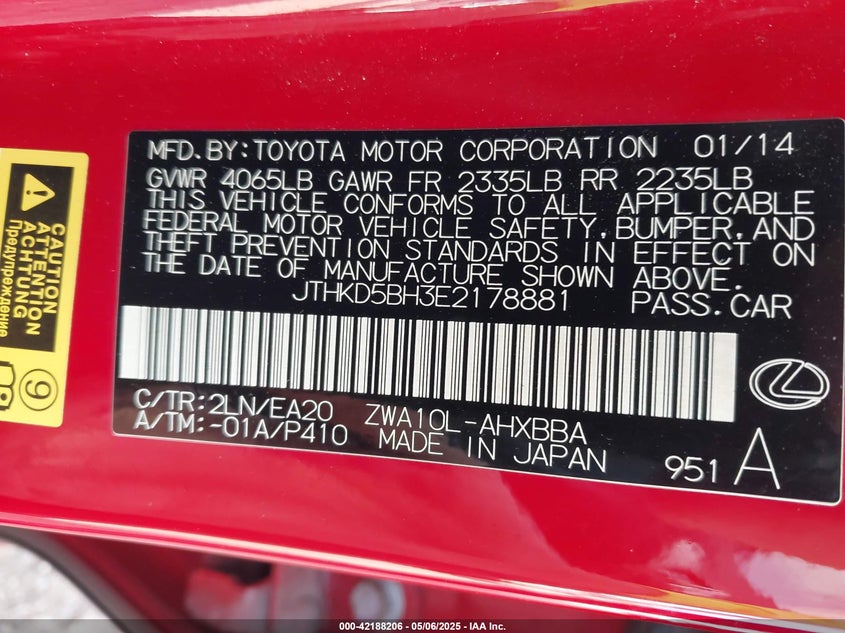 MFD.BY:TOYOTA MOTOR CORPORATION 01/14
GVWR 4065LB GAWR FR 2335LB RR 2235LB
THIS VEHICLE CONFORMS TO ALL APPLICABLE
FEDERAL MOTOR VEHICLE SAFETY,BUMPER,AND
THEFT PREVENTION STANDARDS IN EFFECT ON
THE DATE OF MANUFACTURE SHOWN ABOVE.
JTHKD5BH3E2178881 PASS.CAR
C/TR:2LN/EA20 ZWA10L-AHXBBA
A/TM:-01A/P410 MADE IN JAPAN 951 A
CAUTION
ATTENTION
ACHTUNG
Предупреждение
9
000-42188206 - 05/06/2025 - IAA Inc.